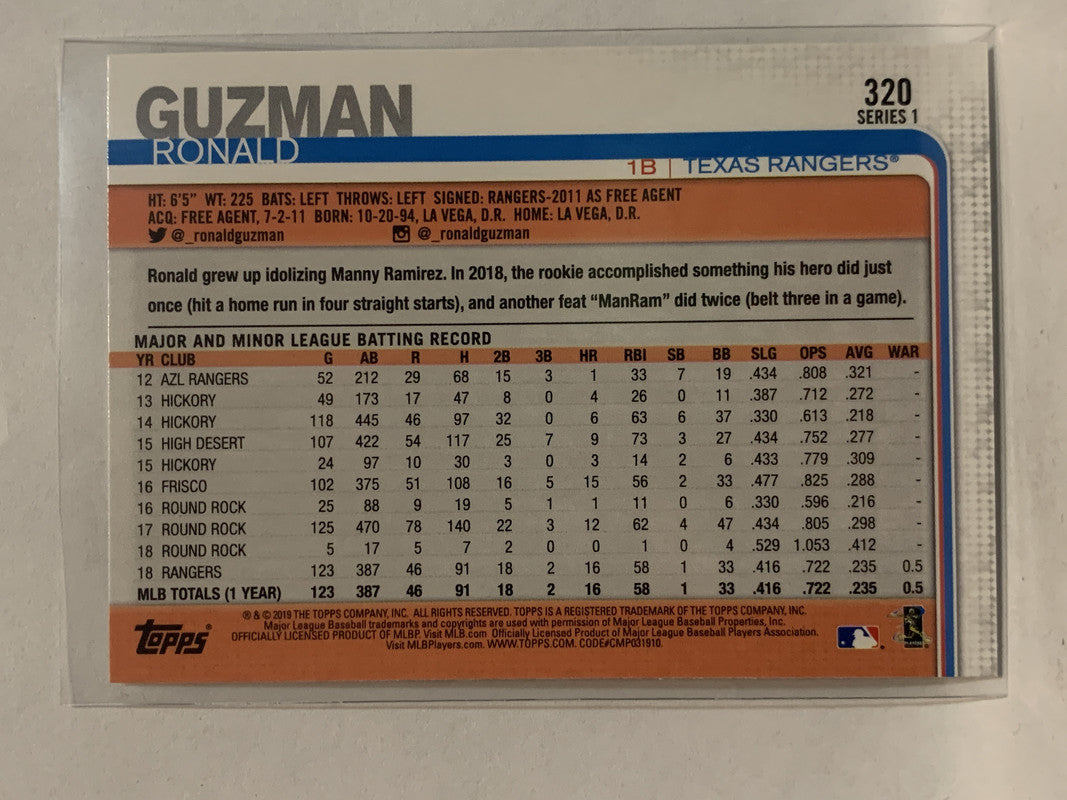 GUZMAN
RONALD
320
SERIES 1
1B | TEXAS RANGERS®
HT: 6'5" WT: 225 BATS: LEFT THROWS: LEFT SIGNED: RANGERS-2011 AS FREE AGENT
ACQ: FREE AGENT, 7-2-11 BORN: 10-20-94, LA VEGA, D.R. HOME: LA VEGA, D.R.
@_ronaldguzman @_ronaldguzman
Ronald grew up idolizing Manny Ramirez. In 2018, the rookie accomplished something his hero did just
once (hit a home run in four straight starts), and another feat “ManRam” did twice (belt three in a game).
MAJOR AND MINOR LEAGUE BATTING RECORD
YR CLUB G AB R H 2B 3B HR RBI SB BB SLG OPS AVG WAR
12 AZL RANGERS 52 212 29 68 15 3 1 33 7 19 .434 .808 .321 -
13 HICKORY 49 173 17 47 8 0 4 26 0 11 .387 .712 .272 -
14 HICKORY 118 445 46 97 32 0 6 63 6 37 .330 .613 .218 -
15 HIGH DESERT 107 422 54 117 25 7 9 73 3 27 .434 .752 .277 -
15 HICKORY 24 97 10 30 3 0 3 14 2 6 .433 .779 .309 -
16 FRISCO 102 375 51 108 16 5 15 56 2 33 .477 .825 .288 -
16 ROUND ROCK 25 88 9 19 5 1 1 11 0 6 .330 .596 .216 -
17 ROUND ROCK 125 470 78 140 22 3 12 62 4 47 .434 .805 .298 -
18 ROUND ROCK 5 17 5 7 2 0 0 1 0 4 .529 1.053 .412 -
18 RANGERS 123 387 46 91 18 2 16 58 1 33 .416 .722 .235 0.5
MLB TOTALS (1 YEAR) 123 387 46 91 18 2 16 58 1 33 .416 .722 .235 0.5
® & © 2019 THE TOPPS COMPANY, INC. ALL RIGHTS RESERVED. TOPPS IS A REGISTERED TRADEMARK OF THE TOPPS COMPANY, INC.
Major League Baseball trademarks and copyrights are used with permission of Major League Baseball Properties, Inc.
OFFICIALLY LICENSED PRODUCT OF MLBP. Visit MLB.com Officially Licensed Product of Major League Baseball Players Association.
Visit MLBPlayers.com. WWW.TOPPS.COM. CODE#CMP031910.
Topps®